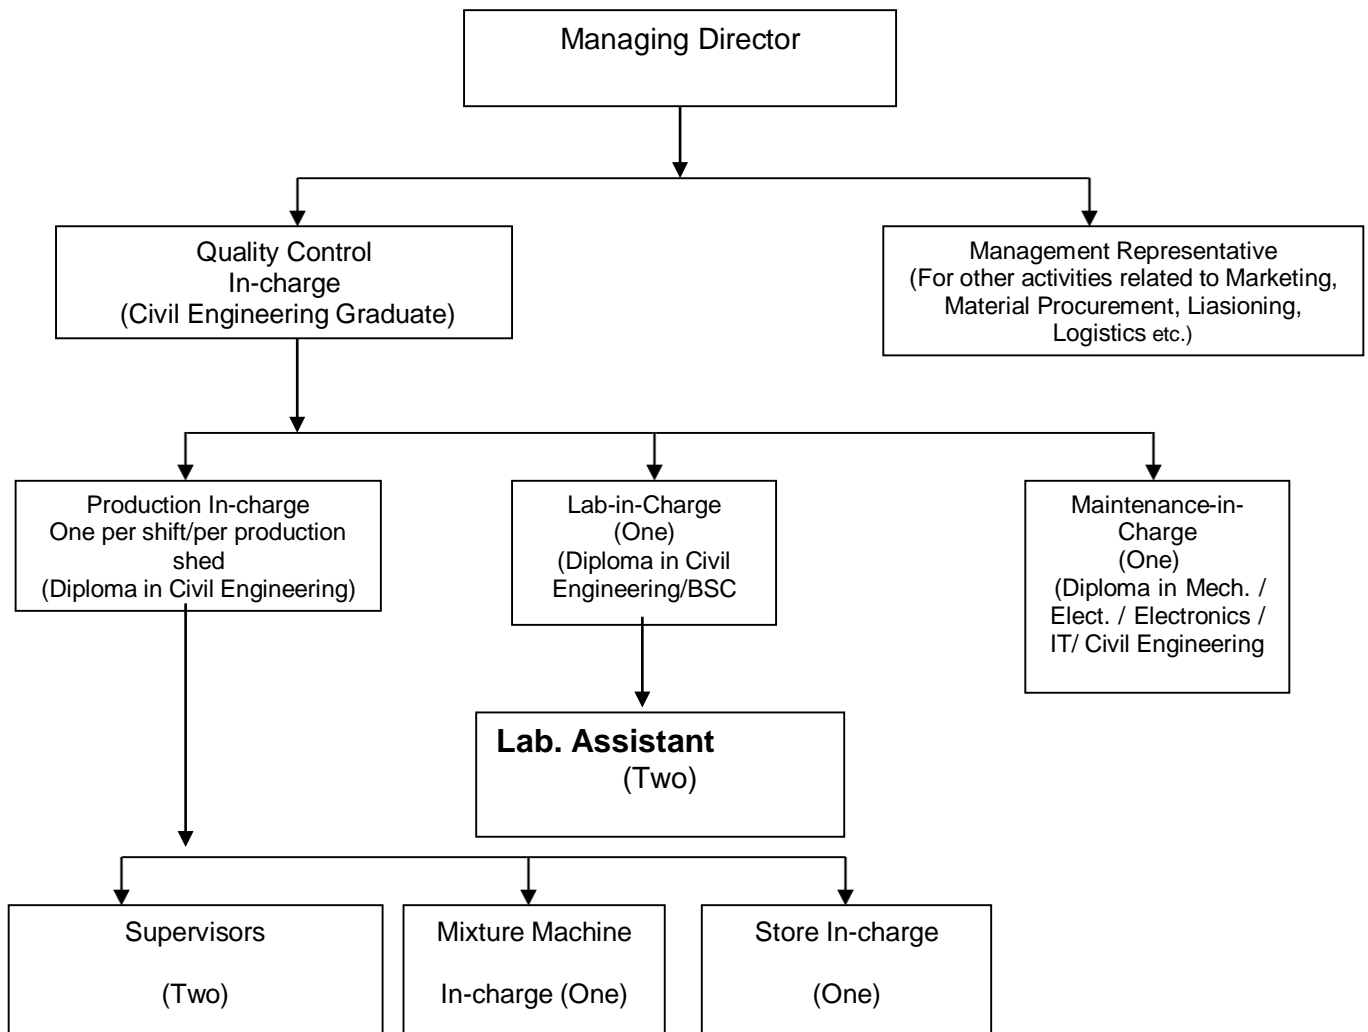 Managing Director
Quality Control
In-charge
(Civil Engineering Graduate)
Management Representative
(For other activities related to Marketing,
Material Procurement, Liasioning,
Logistics etc.)
Production In-charge
One per shift/per production
shed
(Diploma in Civil Engineering)
Lab-in-Charge
(One)
(Diploma in Civil
Engineering/BSC
Maintenance-in-
Charge
(One)
(Diploma in Mech. /
Elect. / Electronics /
IT/ Civil Engineering
Lab. Assistant
(Two)
Supervisors
(Two)
Mixture Machine
In-charge (One)
Store In-charge
(One)